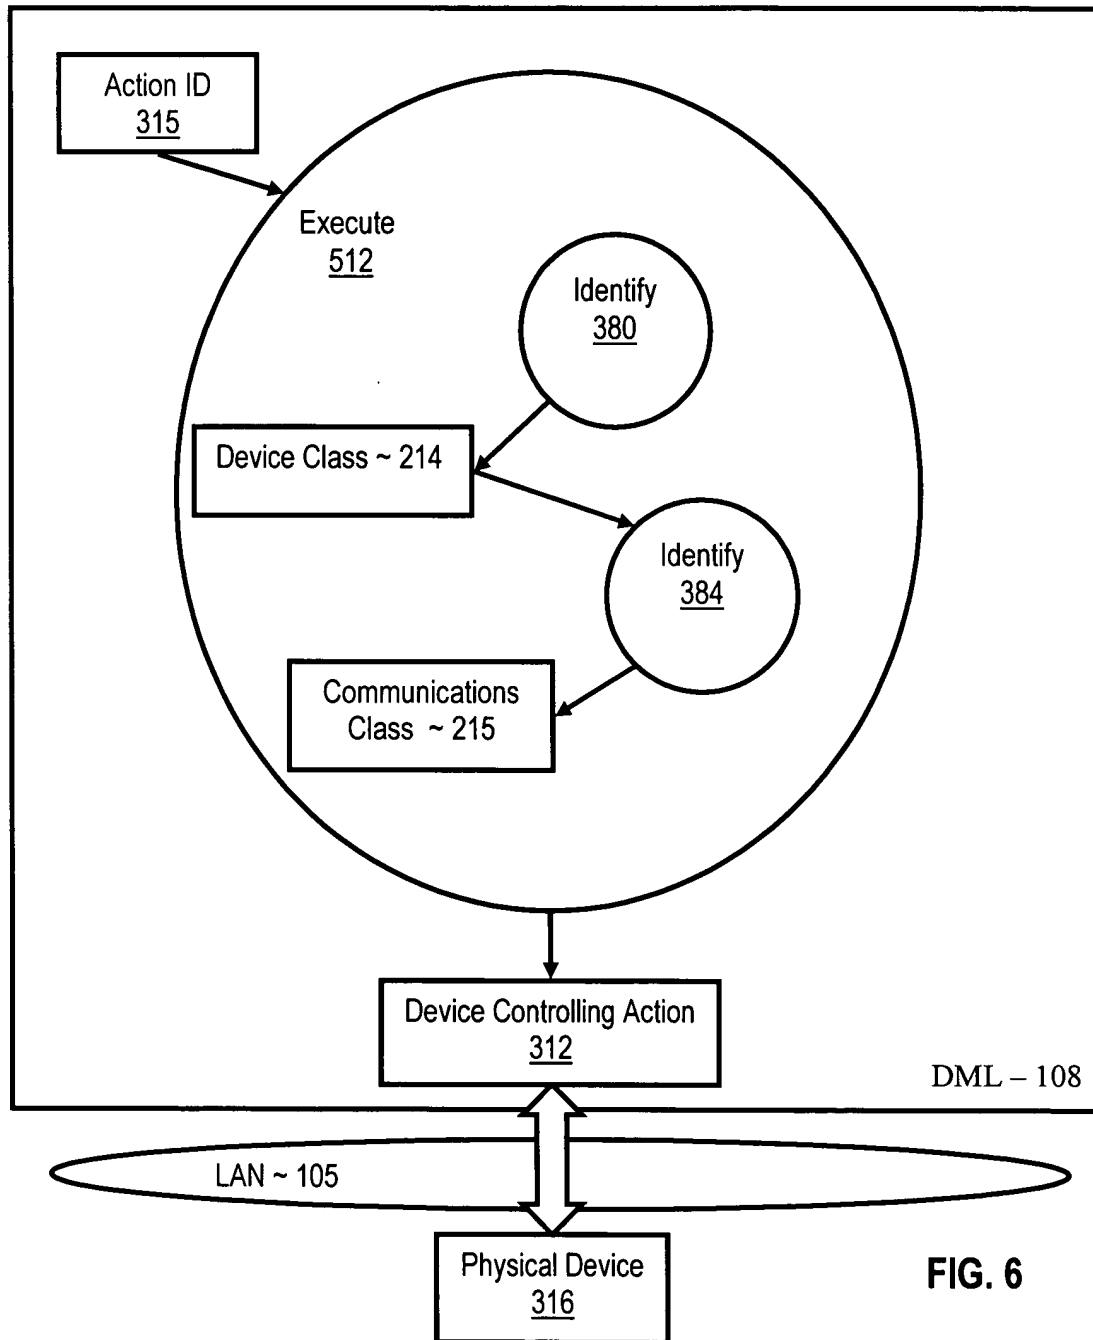 Action ID
315
Execute
512
Identify
380
Device Class ~ 214
Identify
384
Communications
Class ~ 215
Device Controlling Action
312
DML – 108
LAN ~ 105
Physical Device
316
FIG. 6